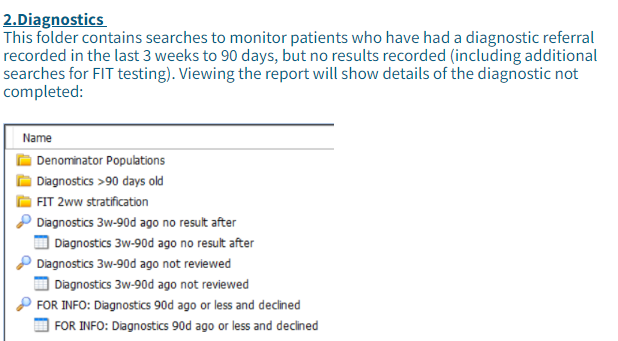 2.Diagnostics
This folder contains searches to monitor patients who have had a diagnostic referral
recorded in the last 3 weeks to 90 days, but no results recorded (including additional
searches for FIT testing). Viewing the report will show details of the diagnostic not
completed:
Name
Denominator Populations
Diagnostics >90 days old
FIT 2ww stratification
Diagnostics 3w-90d ago no result after
Diagnostics 3w-90d ago no result after
Diagnostics 3w-90d ago not reviewed
Diagnostics 3w-90d ago not reviewed
FOR INFO: Diagnostics 90d ago or less and declined
FOR INFO: Diagnostics 90d ago or less and declined